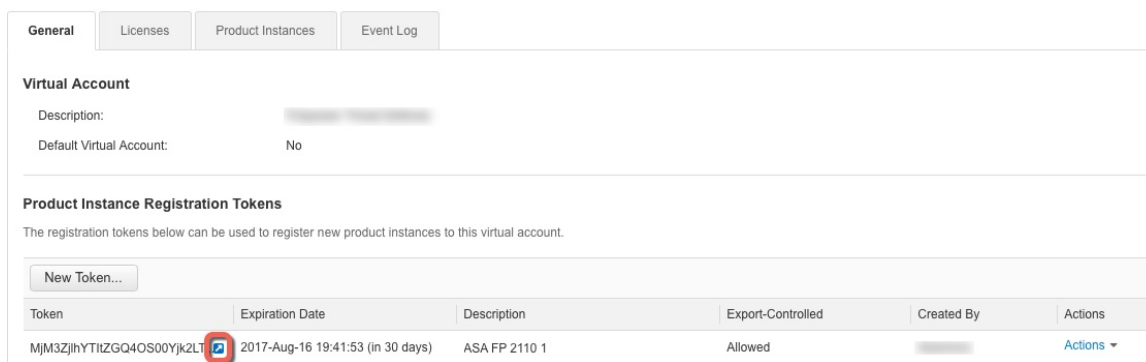 General Licenses Product Instances Event Log
Virtual Account
Description:
Default Virtual Account: No
Product Instance Registration Tokens
The registration tokens below can be used to register new product instances to this virtual account.
New Token...
Token Expiration Date Description Export-Controlled Created By Actions
MjM3ZjlhYTItZGQ4OS00Yjk2LT 2017-Aug-16 19:41:53 (in 30 days) ASA FP 2110 1 Allowed Actions